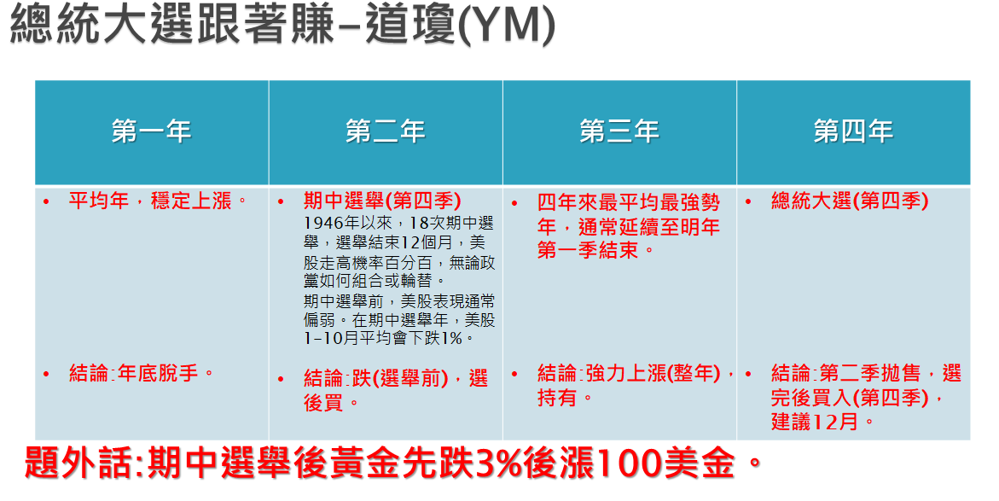 總統大選跟著賺–道瓊(YM)
第一年
第二年
第三年
第四年
• 平均年，穩定上漲。
• 結論:年底脫手。
• 期中選舉(第四季)
1946年以來，18次期中選
舉，選舉結束12個月，美
股走高機率百分百，無論政
黨如何組合或輪替。
期中選舉前，美股表現通常
偏弱。在期中選舉年，美股
1–10月平均會下跌1%。
• 結論:跌(選舉前)，選
後買。
• 四年來最平均最強勢
年，通常延續至明年
第一季結束。
• 結論:強力上漲(整年)，
持有。
• 總統大選(第四季)
• 結論:第二季拋售，選
完後買入(第四季)，
建議12月。
題外話:期中選舉後黃金先跌3%後漲100美金。